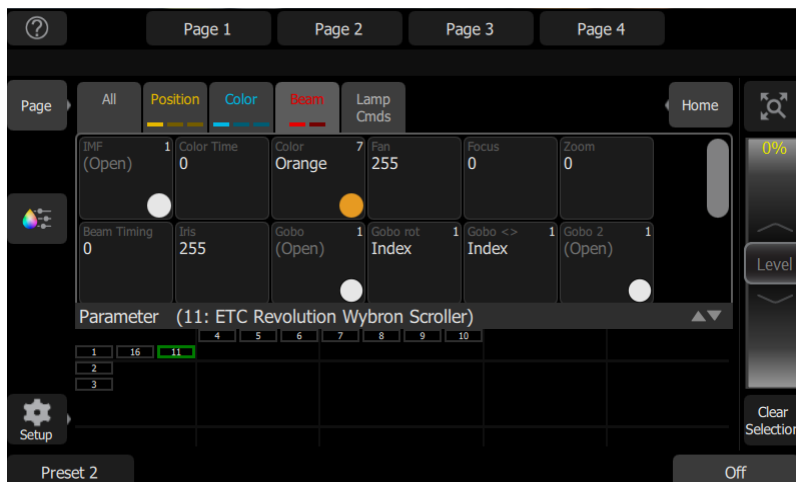 ?
Page 1
Page 2
Page 3
Page 4
Page
All
Position
Color
Beam
Lamp
Cmds
Home
0%
IMF 1
(Open)
Color Time
0
Color 7
Orange
Fan
255
Focus
0
Zoom
0
Beam Timing
0
Iris
255
Gobo 1
(Open)
Gobo rot 1
Index
Gobo <> 1
Index
Gobo 2 1
(Open)
Level
Parameter (11: ETC Revolution Wybron Scroller)
4 5 6 7 8 9 10
1 16 11
2
3
Setup
Clear
Selection
Preset 2
Off